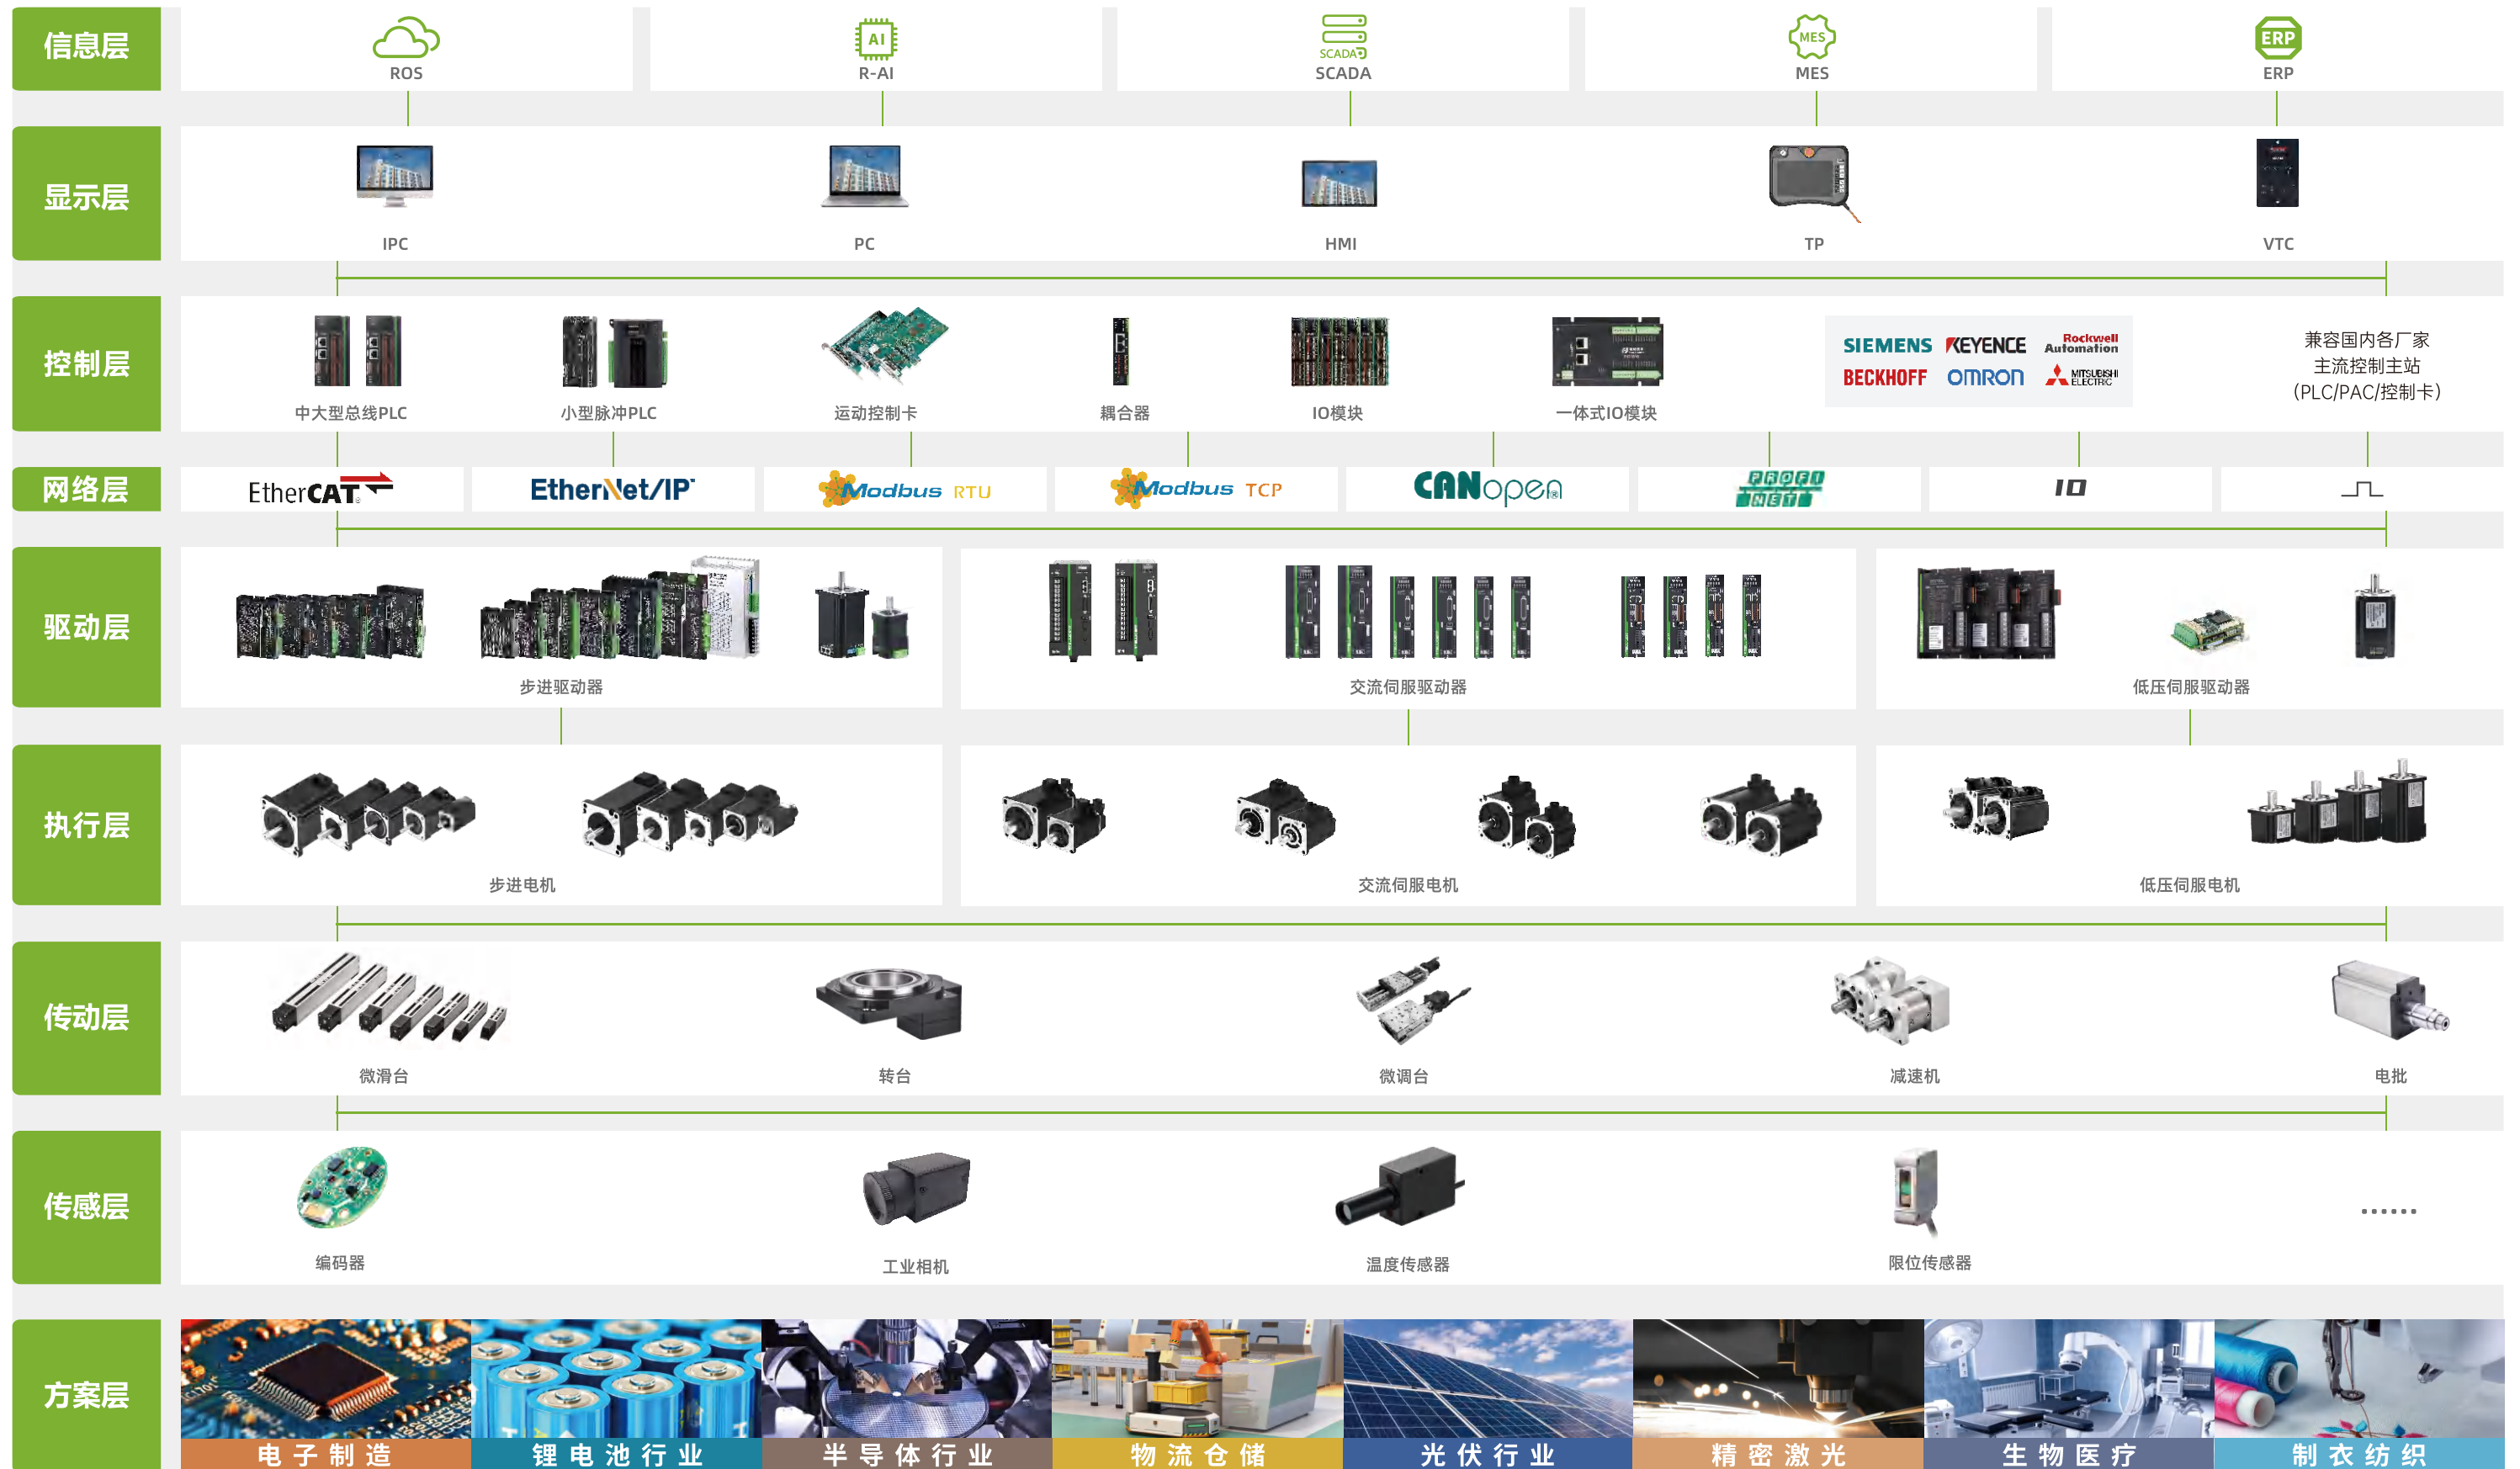 信息层
AI
SCADA
MES
ERP
ROS
R-AI
SCADA
MES
ERP
显示层
IPC
PC
HMI
TP
VTC
控制层
SIEMENS
KEYENCE
Rockwell
Automation
BECKHOFF
OMRON
MITSUBISHI
ELECTRIC
兼容国内各厂家
主流控制主站
(PLC/PAC/控制卡)
中大型总线PLC
小型脉冲PLC
运动控制卡
耦合器
IO模块
一体式IO模块
网络层
EtherCAT
EtherNet/IP
Modbus RTU
Modbus TCP
CANopen
PROFI
NET
IO
驱动层
步进驱动器
交流伺服驱动器
低压伺服驱动器
执行层
步进电机
交流伺服电机
低压伺服电机
传动层
微滑台
转台
微调台
减速机
电批
传感层
编码器
工业相机
温度传感器
限位传感器
......
方案层
电子制造
锂电池行业
半导体行业
物流仓储
光伏行业
精密激光
生物医疗
制衣纺织